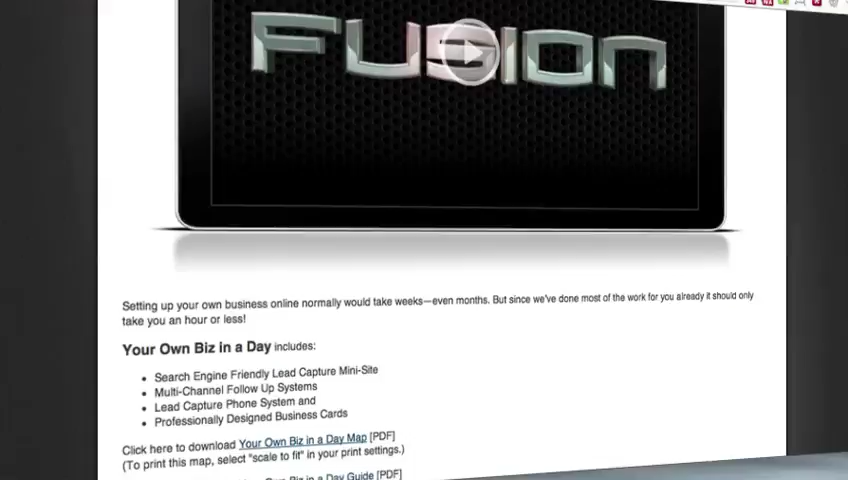 FUSION
Setting up your own business online normally would take weeks—even months. But since we've done most of the work for you already it should only
take you an hour or less!
Your Own Biz in a Day includes:
• Search Engine Friendly Lead Capture Mini-Site
• Multi-Channel Follow Up Systems
• Lead Capture Phone System and
• Professionally Designed Business Cards
Click here to download Your Own Biz in a Day Map [PDF]
(To print this map, select "scale to fit" in your print settings.)
Own Biz in a Day Guide [PDF]